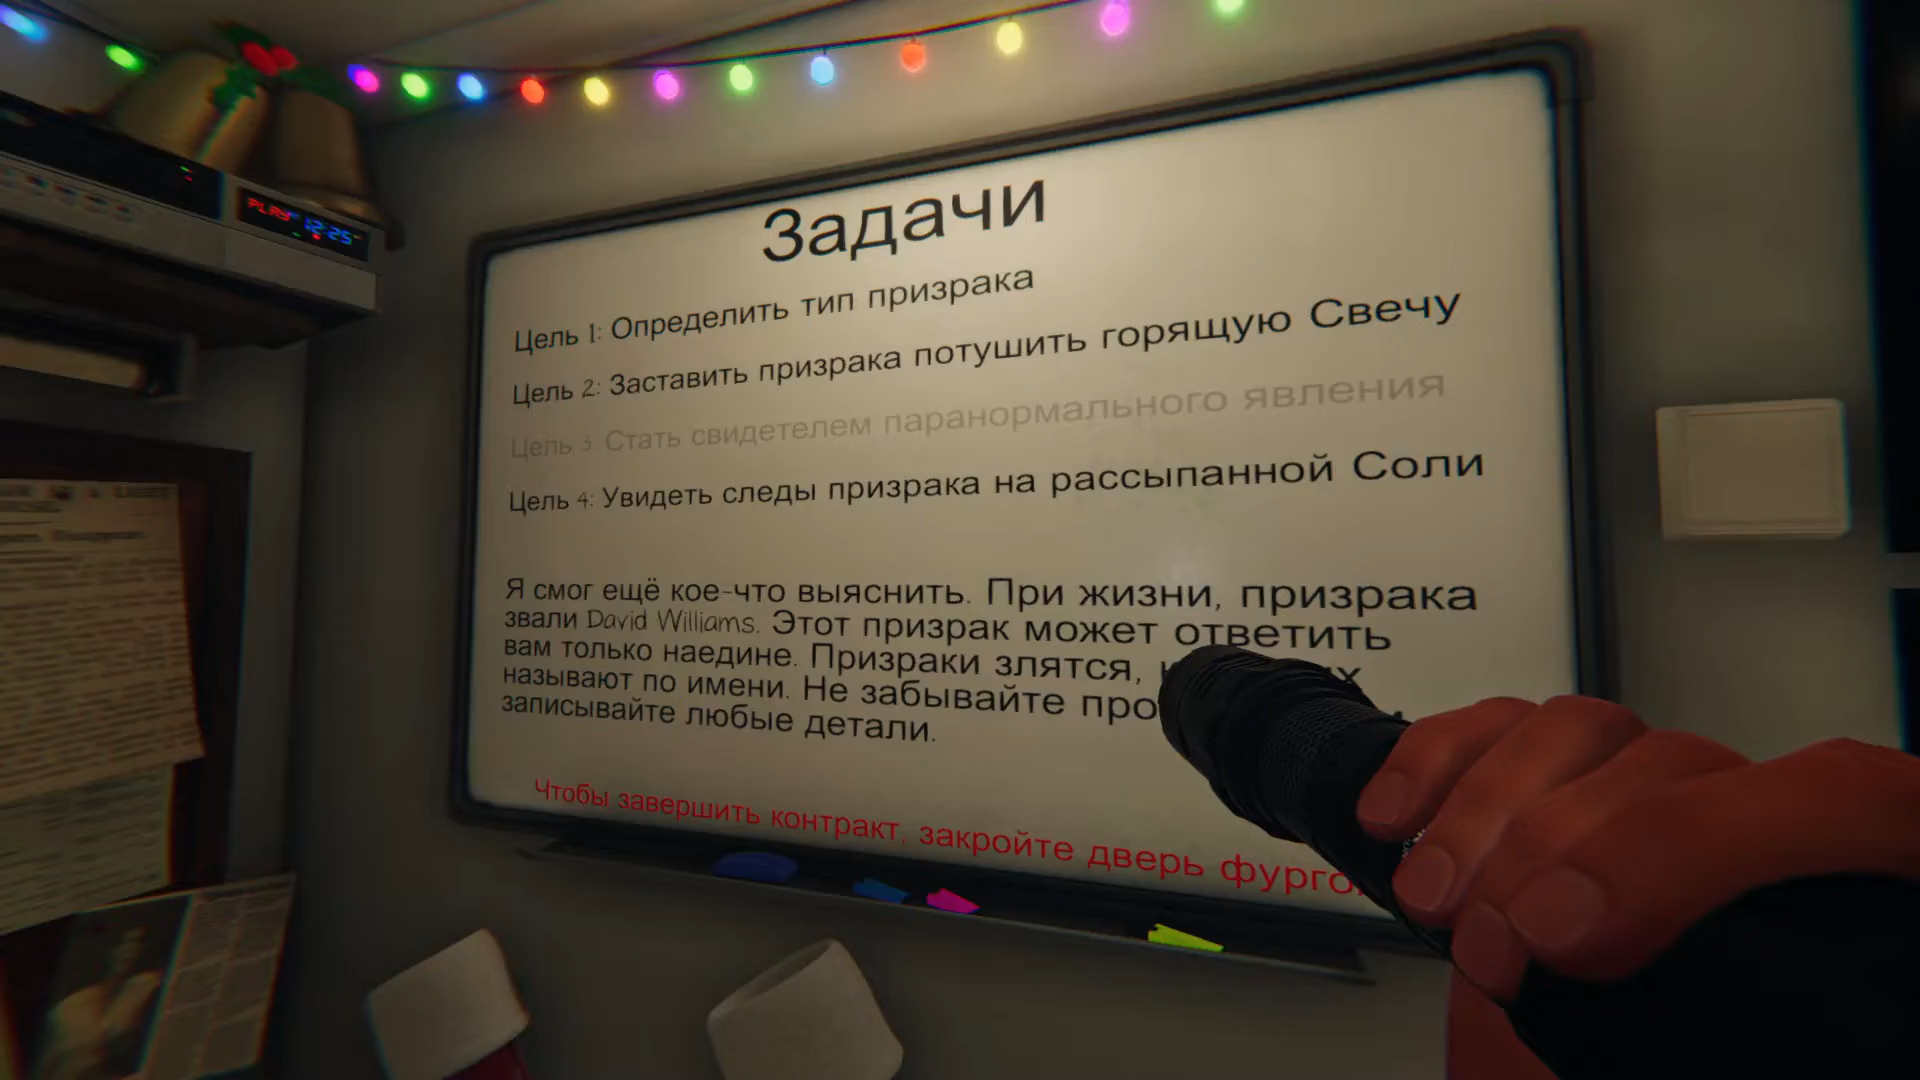 Задачи
Цель 1: Определить тип призрака
Цель 2: Заставить призрака потушить горящую Свечу
Цель 3: Стать свидетелем паранормального явления
Цель 4: Увидеть следы призрака на рассыпанной Соли
Я смог ещё кое-что выяснить. При жизни, призрака
звали David Williams. Этот призрак может ответить
вам только наедине. Призраки злятся,
называют по имени. Не забывайте
записывайте любые детали.
Чтобы завершить контракт, закройте дверь
PLAY 12:25